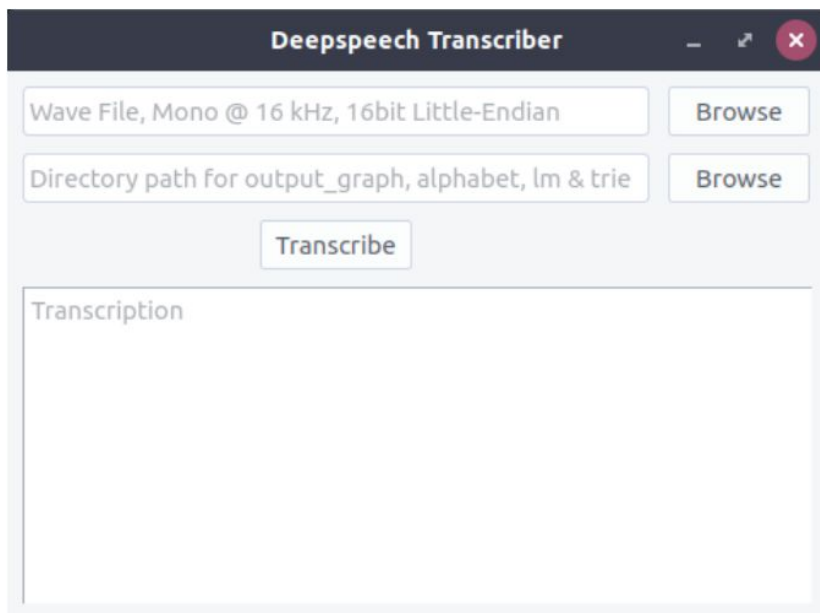 Deepspeech Transcriber
Wave File, Mono @ 16 kHz, 16bit Little-Endian Browse
Directory path for output_graph, alphabet, lm & trie Browse
Transcribe
Transcription